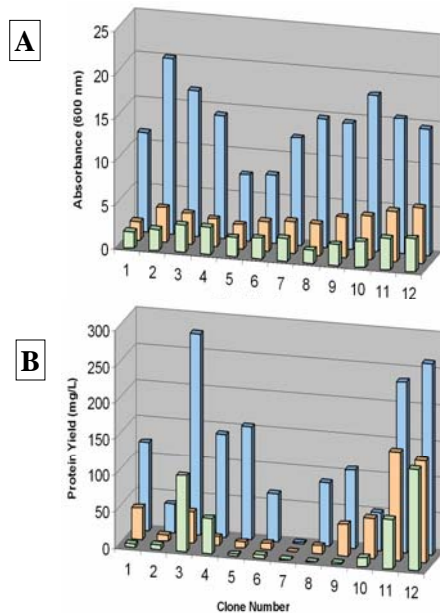 A
Absorbance (600 nm)
25
20
15
10
5
0
1 2 3 4 5 6 7 8 9 10 11 12
B
Protein Yield (mg/L)
300
250
200
150
100
50
0
1 2 3 4 5 6 7 8 9 10 11 12
Clone Number